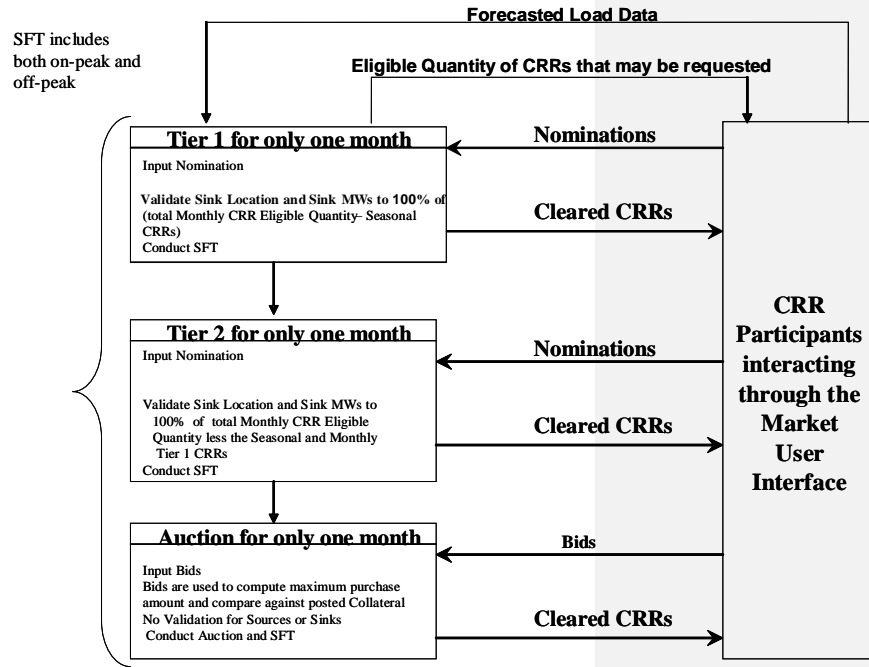 Forecasted Load Data
SFT includes
both on-peak and
off-peak
Eligible Quantity of CRRs that may be requested
Tier 1 for only one month
Input Nomination
Validate Sink Location and Sink MWs to 100% of
(total Monthly CRR Eligible Quantity– Seasonal
CRRs)
Conduct SFT
Nominations
Cleared CRRs
Tier 2 for only one month
Input Nomination
Validate Sink Location and Sink MWs to
100% of total Monthly CRR Eligible
Quantity less the Seasonal and Monthly
Tier 1 CRRs
Conduct SFT
Nominations
Cleared CRRs
Auction for only one month
Input Bids
Bids are used to compute maximum purchase
amount and compare against posted Collateral
No Validation for Sources or Sinks
Conduct Auction and SFT
Bids
Cleared CRRs
CRR
Participants
interacting
through the
Market
User
Interface